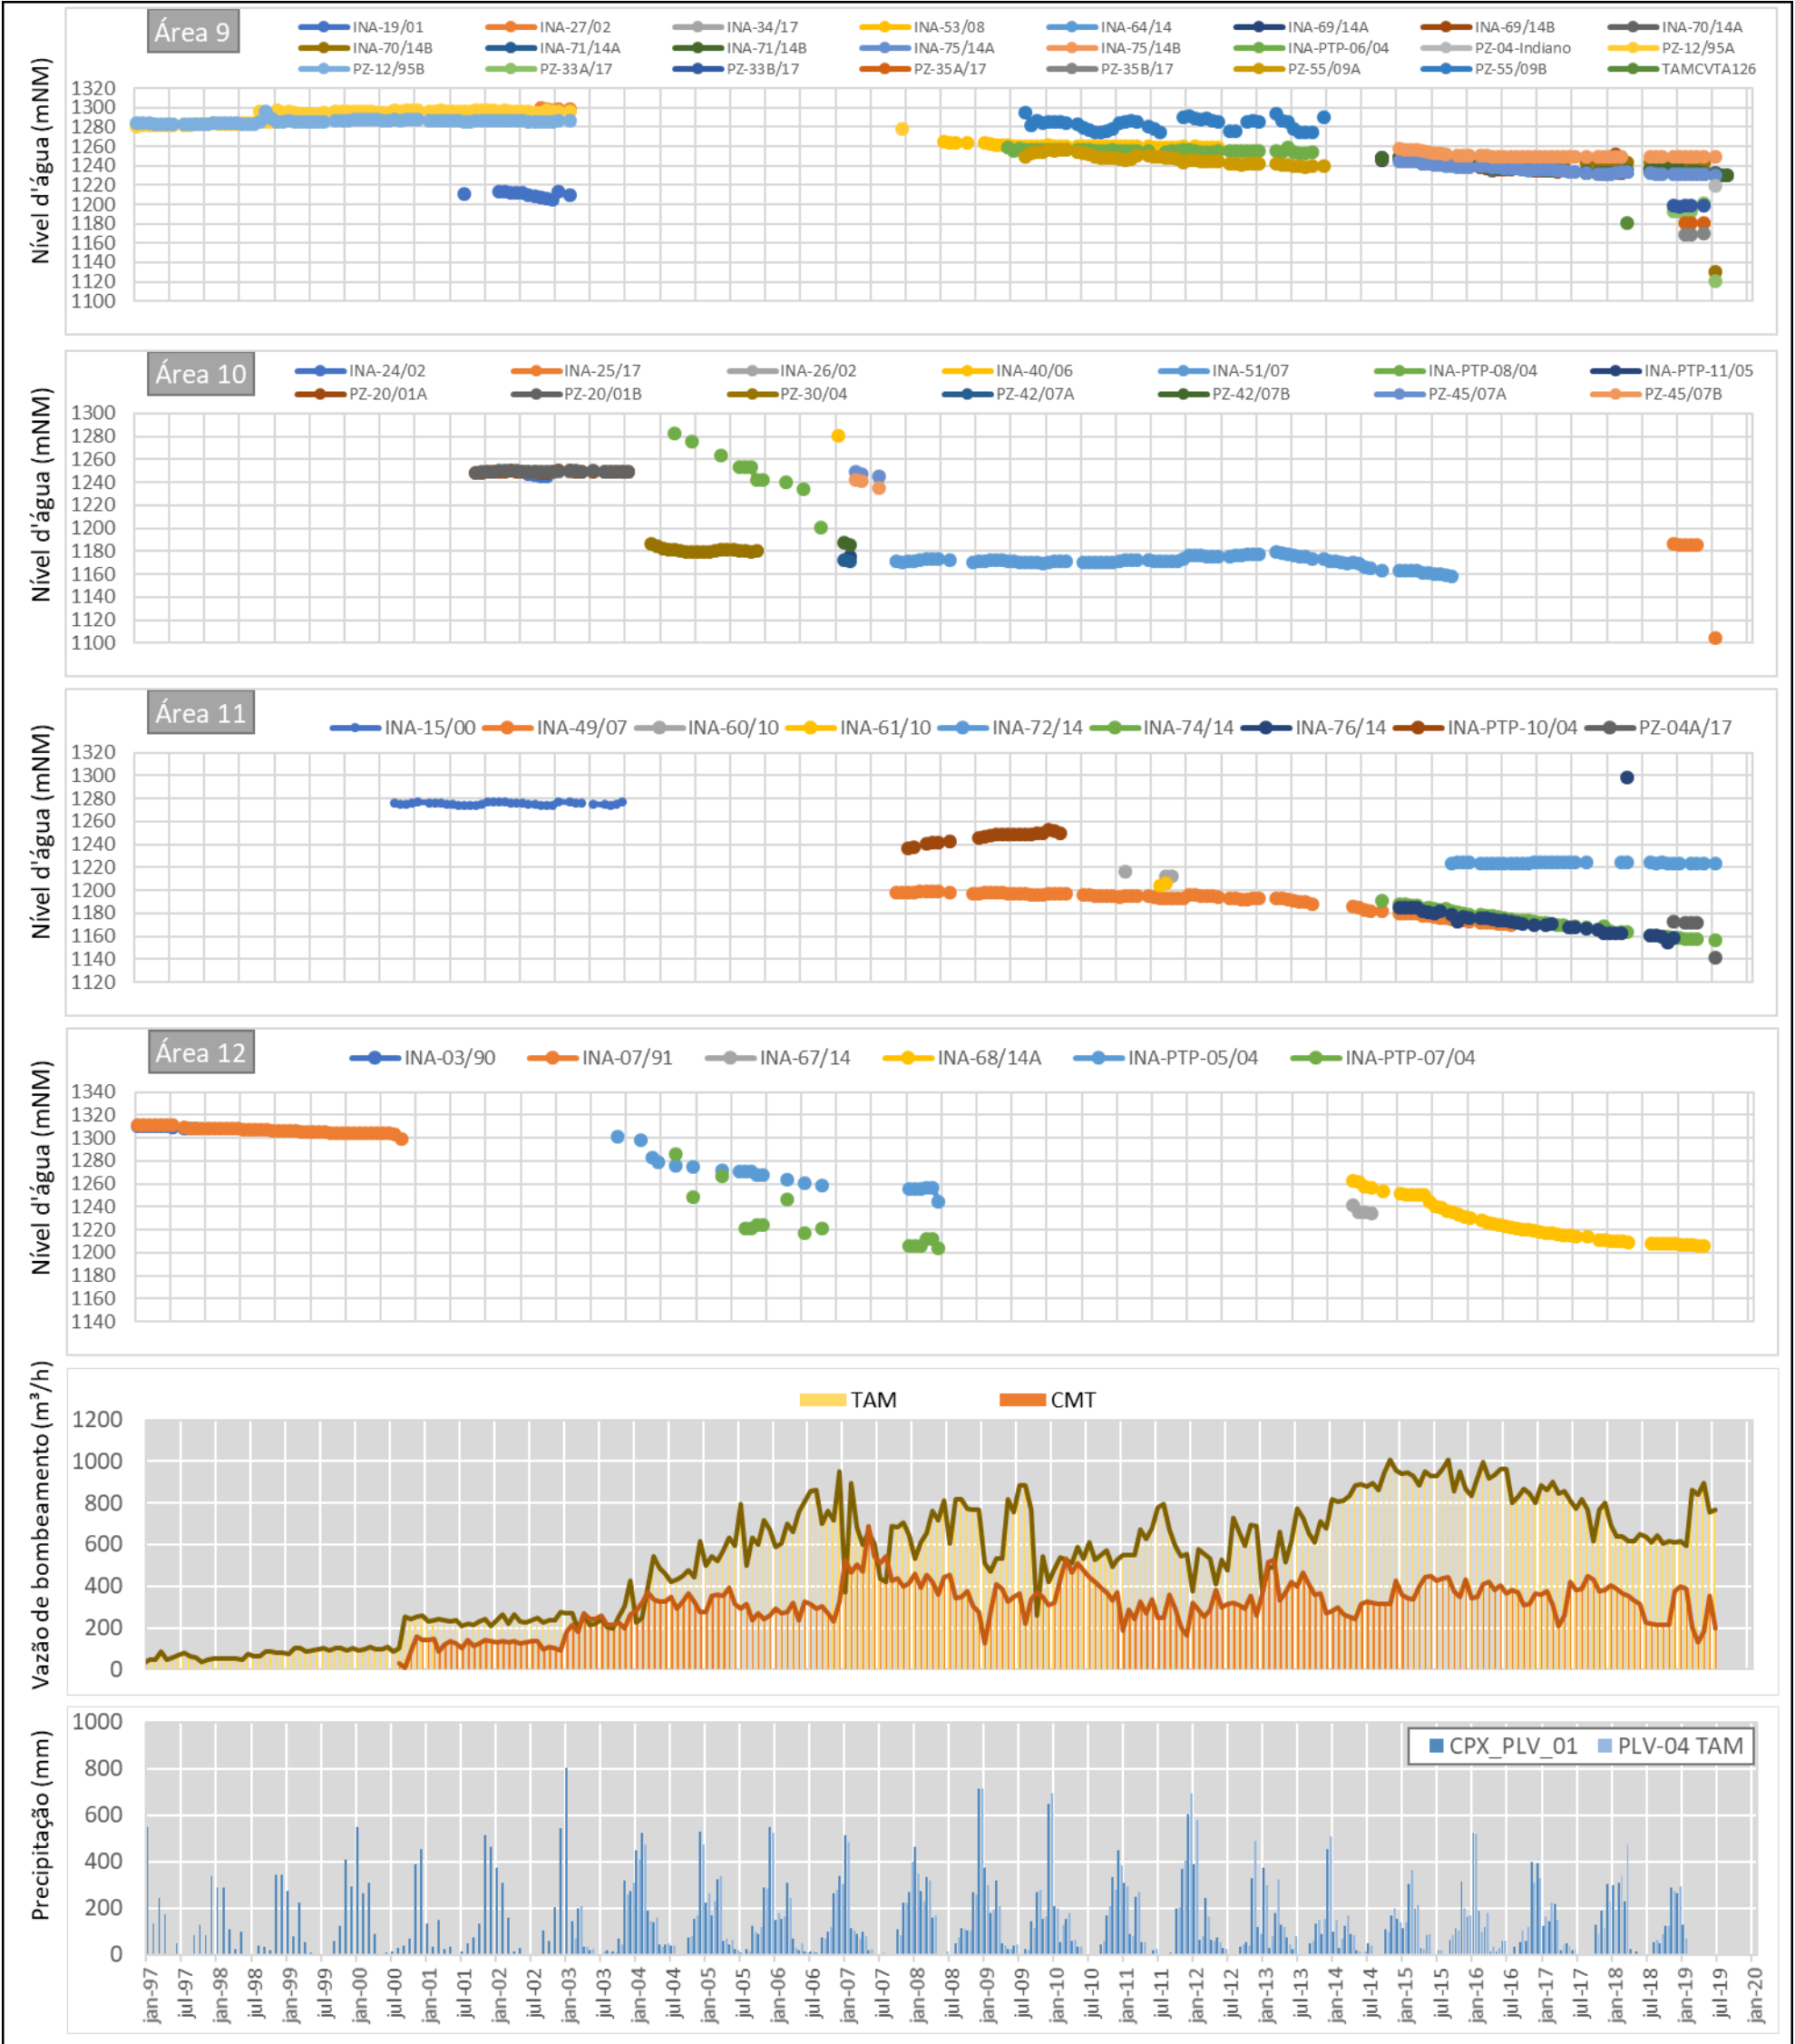 Área 9
INA-19/01 INA-27/02 INA-34/17 INA-53/08 INA-64/14 INA-69/14A INA-69/14B INA-70/14A
INA-70/14B INA-71/14A INA-71/14B INA-75/14A INA-75/14B INA-PTP-06/04 PZ-04-Indiano PZ-12/95A
PZ-12/95B PZ-33A/17 PZ-33B/17 PZ-35A/17 PZ-35B/17 PZ-55/09A PZ-55/09B TAMCVTA126
Nível d'água (mNM)
1320
1300
1280
1260
1240
1220
1200
1180
1160
1140
1120
1100
Área 10
INA-24/02 INA-25/17 INA-26/02 INA-40/06 INA-51/07 INA-PTP-08/04 INA-PTP-11/05
PZ-20/01A PZ-20/01B PZ-30/04 PZ-42/07A PZ-42/07B PZ-45/07A PZ-45/07B
Nível d'água (mNM)
1300
1280
1260
1240
1220
1200
1180
1160
1140
1120
1100
Área 11
INA-15/00 INA-49/07 INA-60/10 INA-61/10 INA-72/14 INA-74/14 INA-76/14 INA-PTP-10/04 PZ-04A/17
Nível d'água (mNM)
1320
1300
1280
1260
1240
1220
1200
1180
1160
1140
1120
Área 12
INA-03/90 INA-07/91 INA-67/14 INA-68/14A INA-PTP-05/04 INA-PTP-07/04
Nível d'água (mNM)
1340
1320
1300
1280
1260
1240
1220
1200
1180
1160
1140
TAM CMT
Vazão de bombeamento (m³/h)
1200
1000
800
600
400
200
0
CPX_PLV_01 PLV-04 TAM
Precipitação (mm)
1000
800
600
400
200
0
jan-97 jul-97 jan-98 jul-98 jan-99 jul-99 jan-00 jul-00 jan-01 jul-01 jan-02 jul-02 jan-03 jul-03 jan-04 jul-04 jan-05 jul-05 jan-06 jul-06 jan-07 jul-07 jan-08 jul-08 jan-09 jul-09 jan-10 jul-10 jan-11 jul-11 jan-12 jul-12 jan-13 jul-13 jan-14 jul-14 jan-15 jul-15 jan-16 jul-16 jan-17 jul-17 jan-18 jul-18 jan-19 jul-19 jan-20